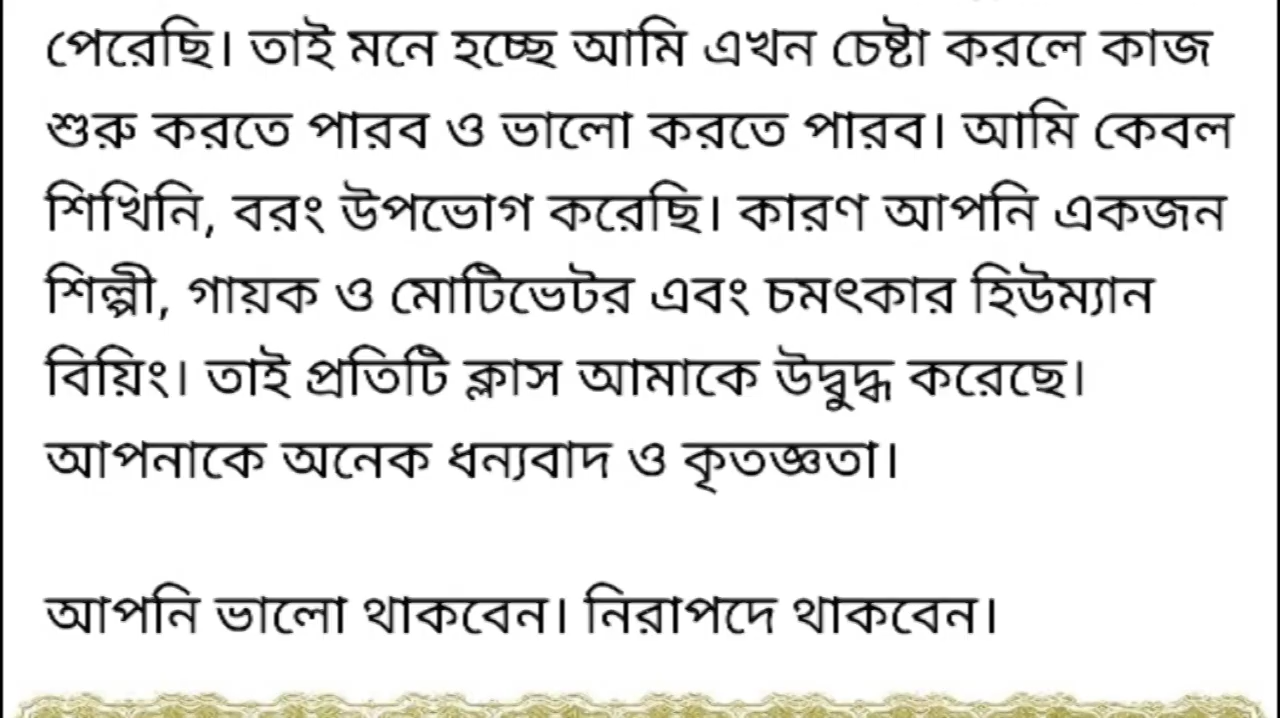 পেরেছি। তাই মনে হচ্ছে আমি এখন চেষ্টা করলে কাজ
শুরু করতে পারব ও ভালো করতে পারব। আমি কেবল
শিখিনি, বরং উপভোগ করেছি। কারণ আপনি একজন
শিল্পী, গায়ক ও মোটিভেটর এবং চমৎকার হিউম্যান
বিয়িং। তাই প্রতিটি ক্লাস আমাকে উদ্বুদ্ধ করেছে।
আপনাকে অনেক ধন্যবাদ ও কৃতজ্ঞতা।
আপনি ভালো থাকবেন। নিরাপদে থাকবেন।